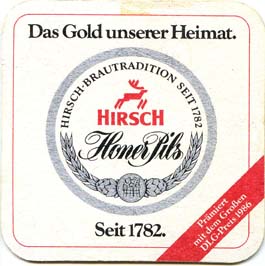 Das Gold unserer Heimat.
HIRSCH-BRAUTRADITION SEIT 1782
HIRSCH
Honer Pils
Seit 1782.
Prämiert
mit dem Großen
DLG-Preis 1986